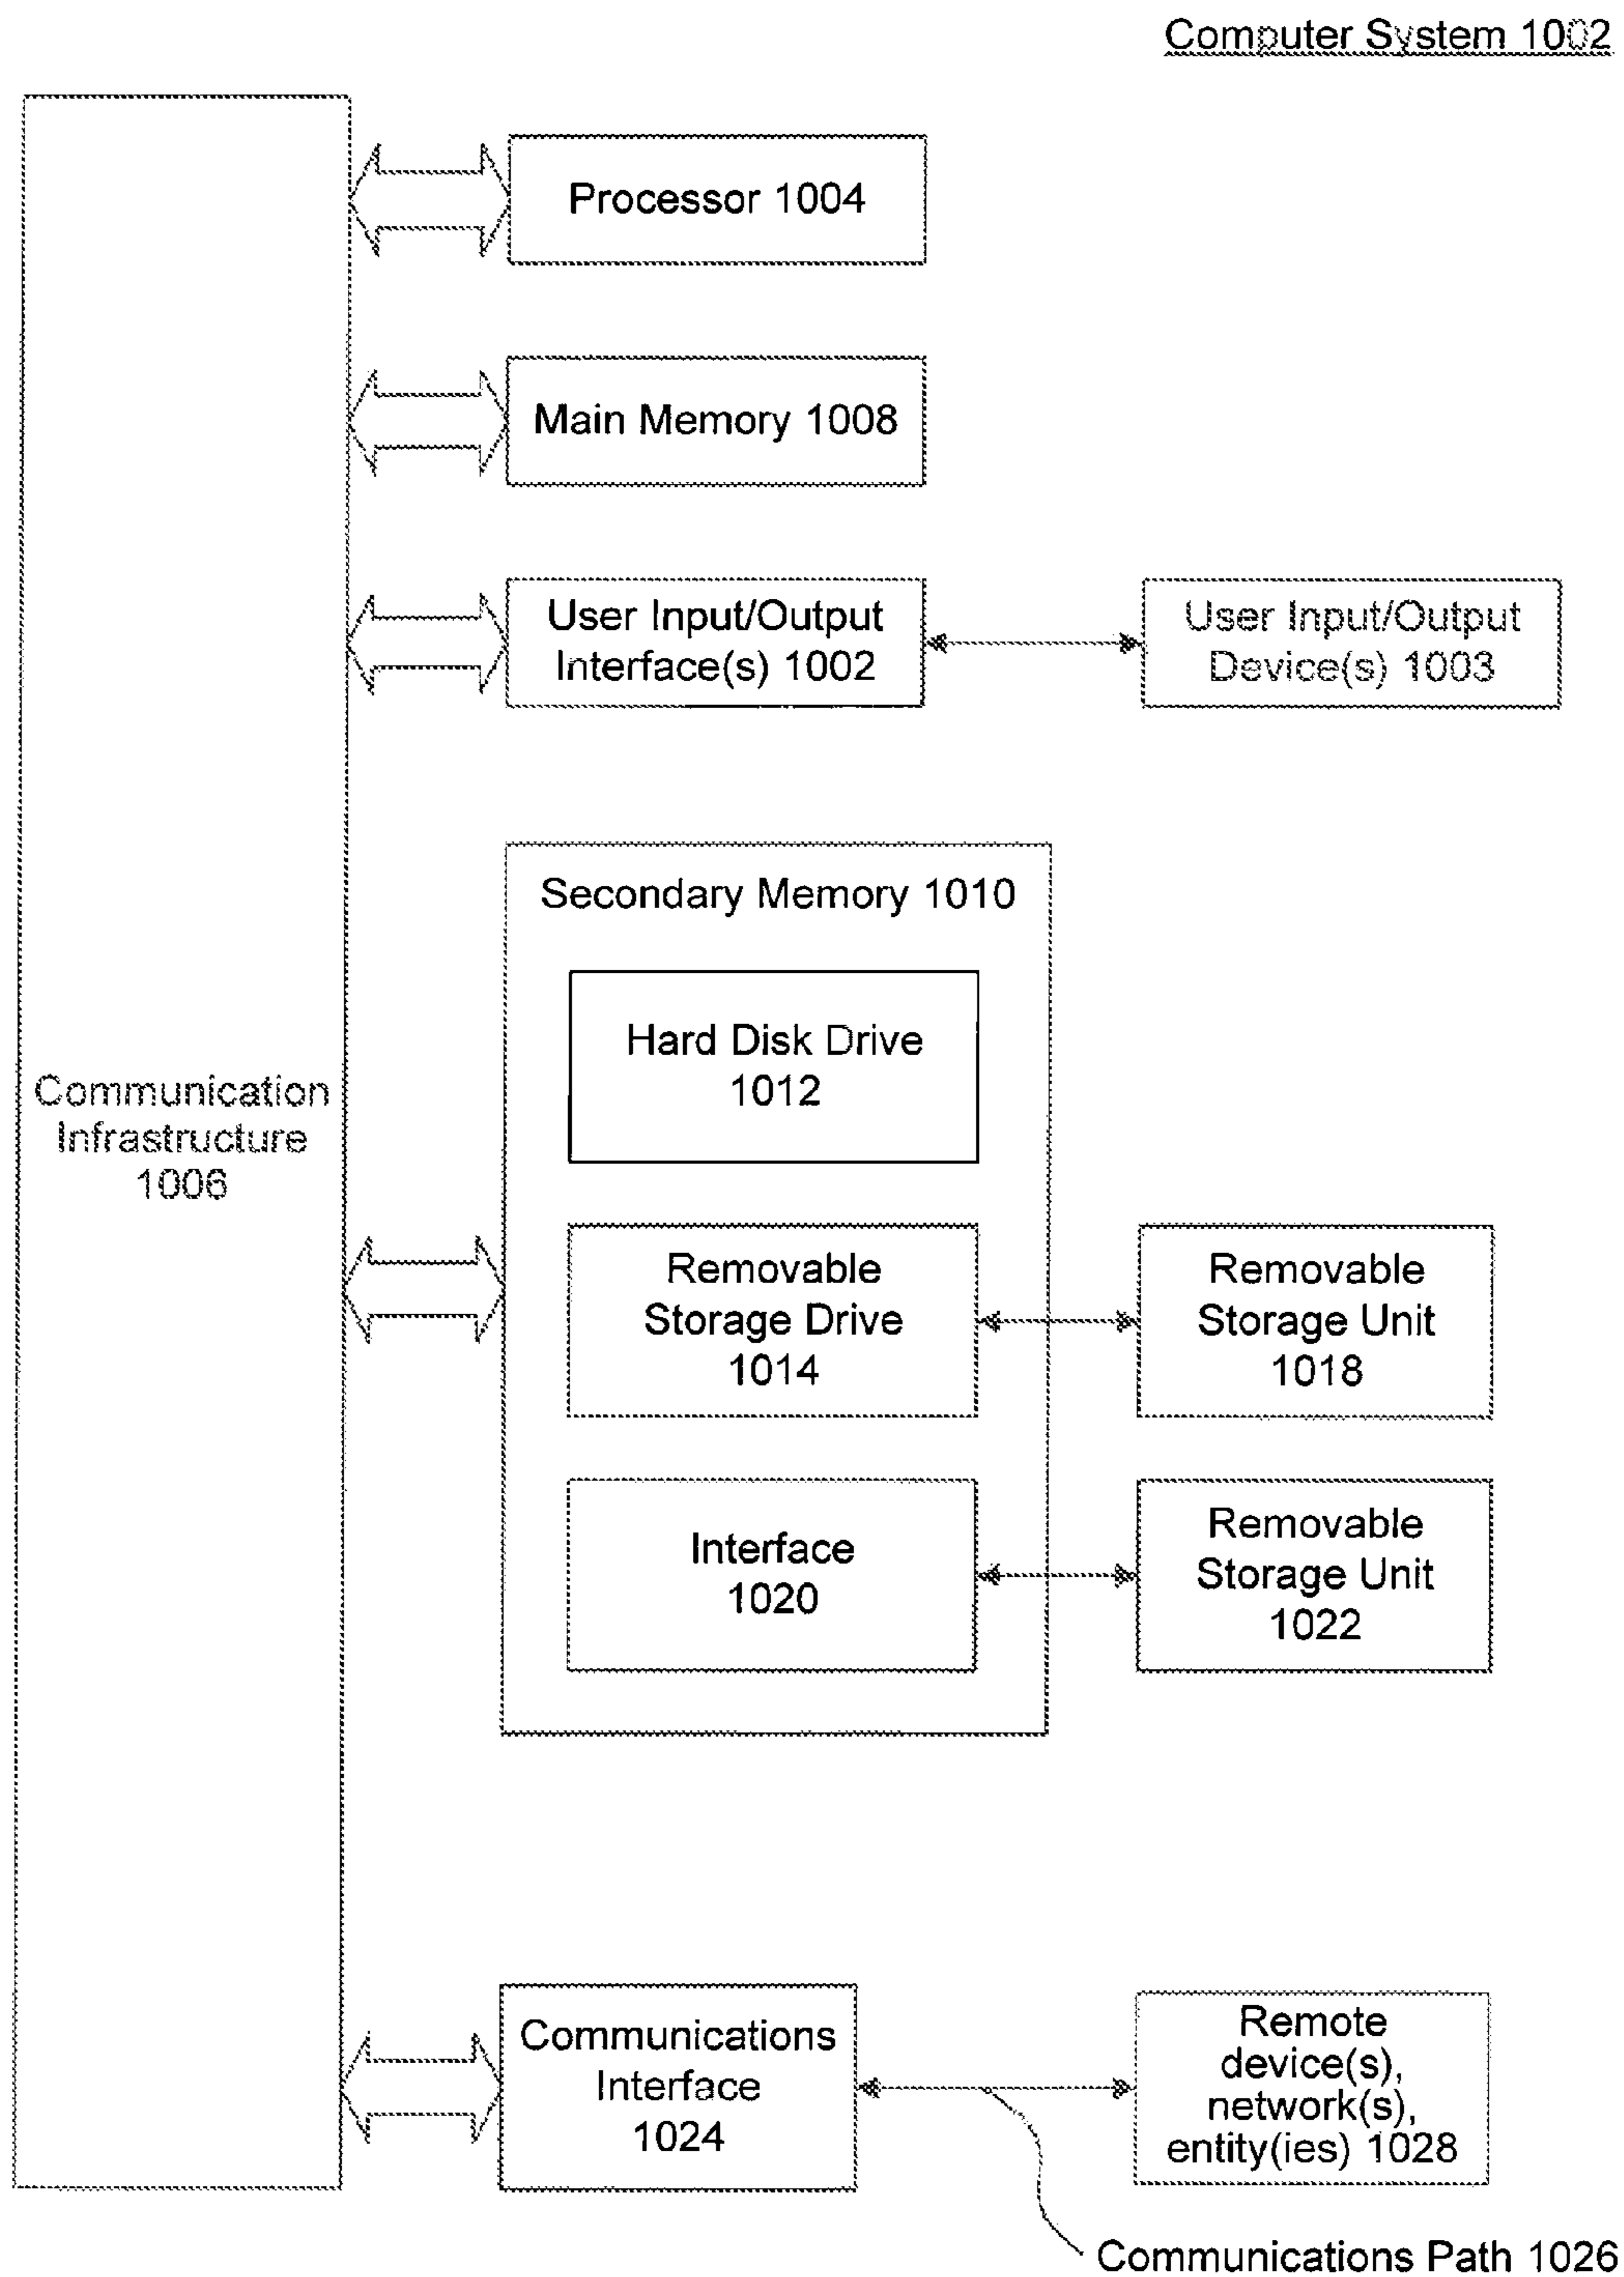 Computer System 1002
Processor 1004
Main Memory 1008
User Input/Output
Interface(s) 1002
User Input/Output
Device(s) 1003
Secondary Memory 1010
Hard Disk Drive
1012
Communication
Infrastructure
1006
Removable
Storage Drive
1014
Removable
Storage Unit
1018
Interface
1020
Removable
Storage Unit
1022
Communications
Interface
1024
Remote
device(s),
network(s),
entity(ies) 1028
Communications Path 1026